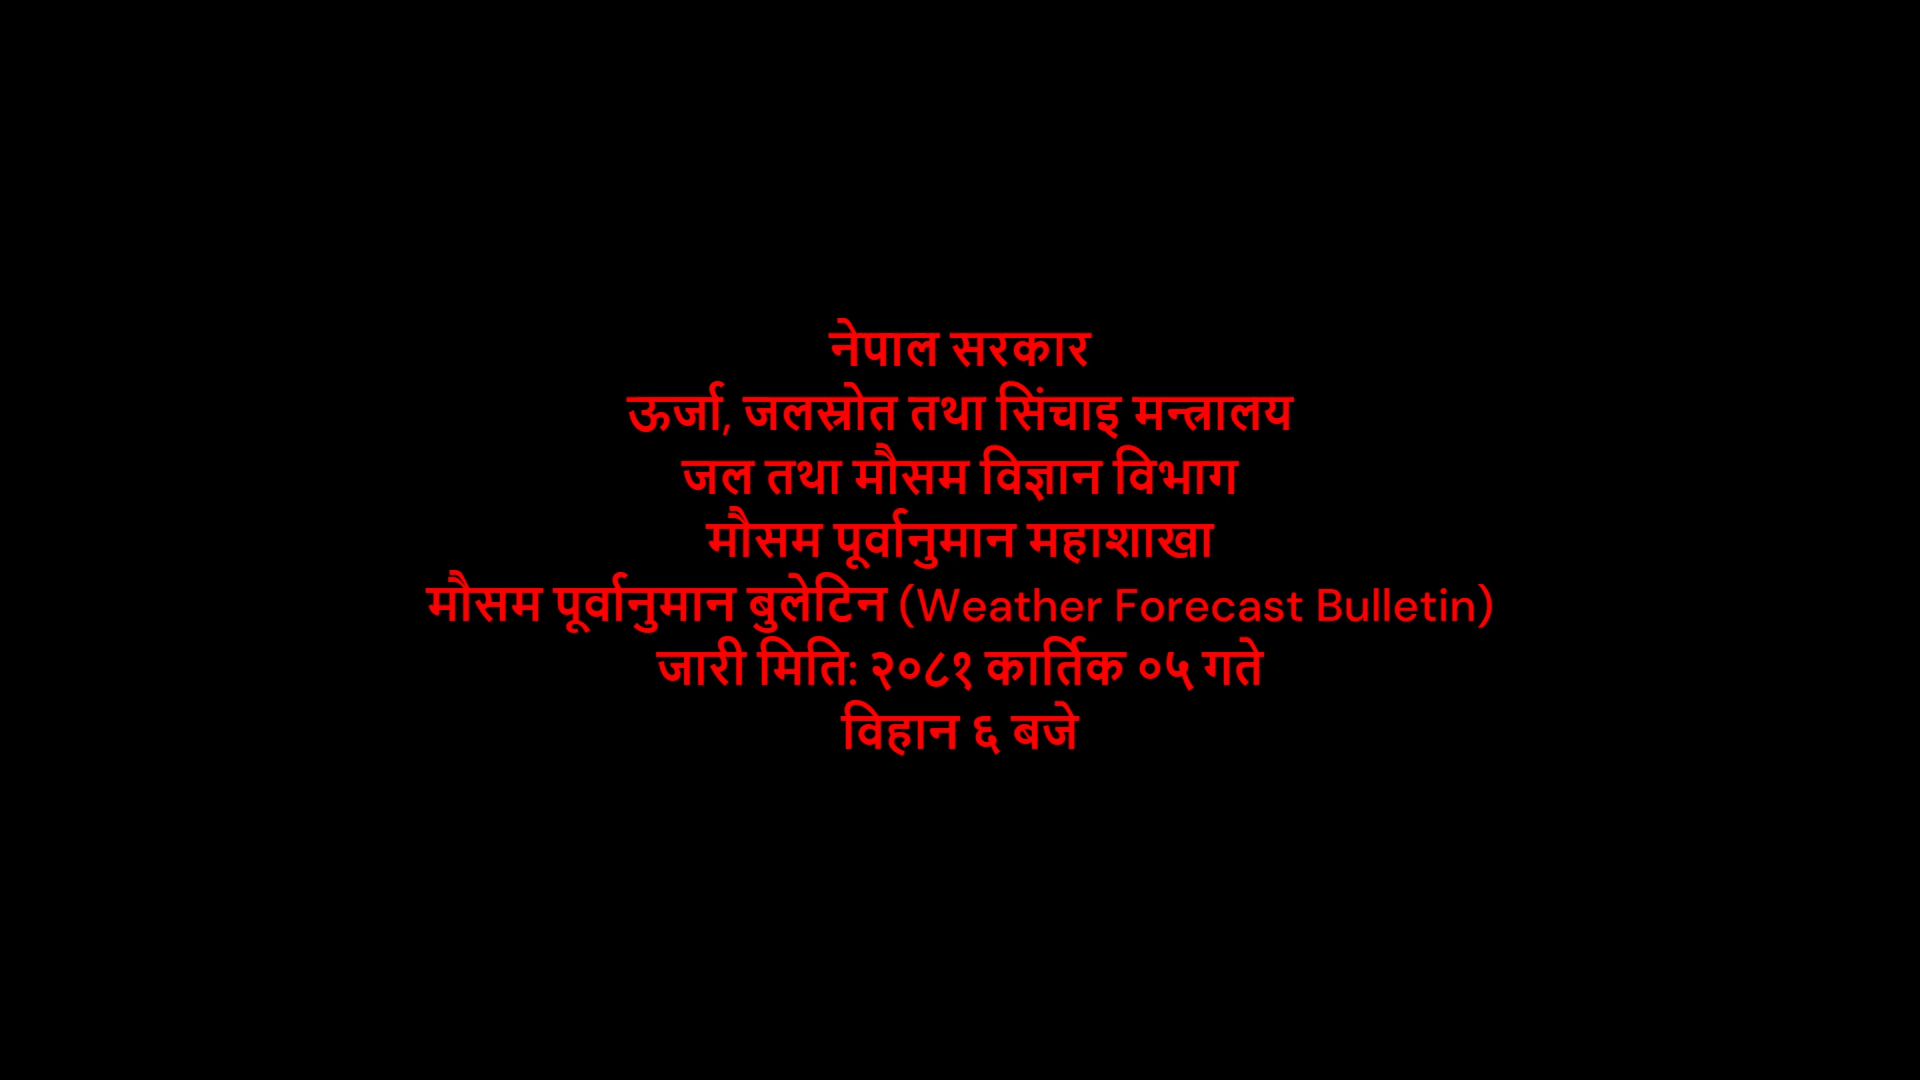 नेपाल सरकार
ऊर्जा, जलस्रोत तथा सिंचाइ मन्त्रालय
जल तथा मौसम विज्ञान विभाग
मौसम पूर्वानुमान महाशाखा
मौसम पूर्वानुमान बुलेटिन (Weather Forecast Bulletin)
जारी मिति: २०८१ कार्तिक ०५ गते
विहान ६ बजे